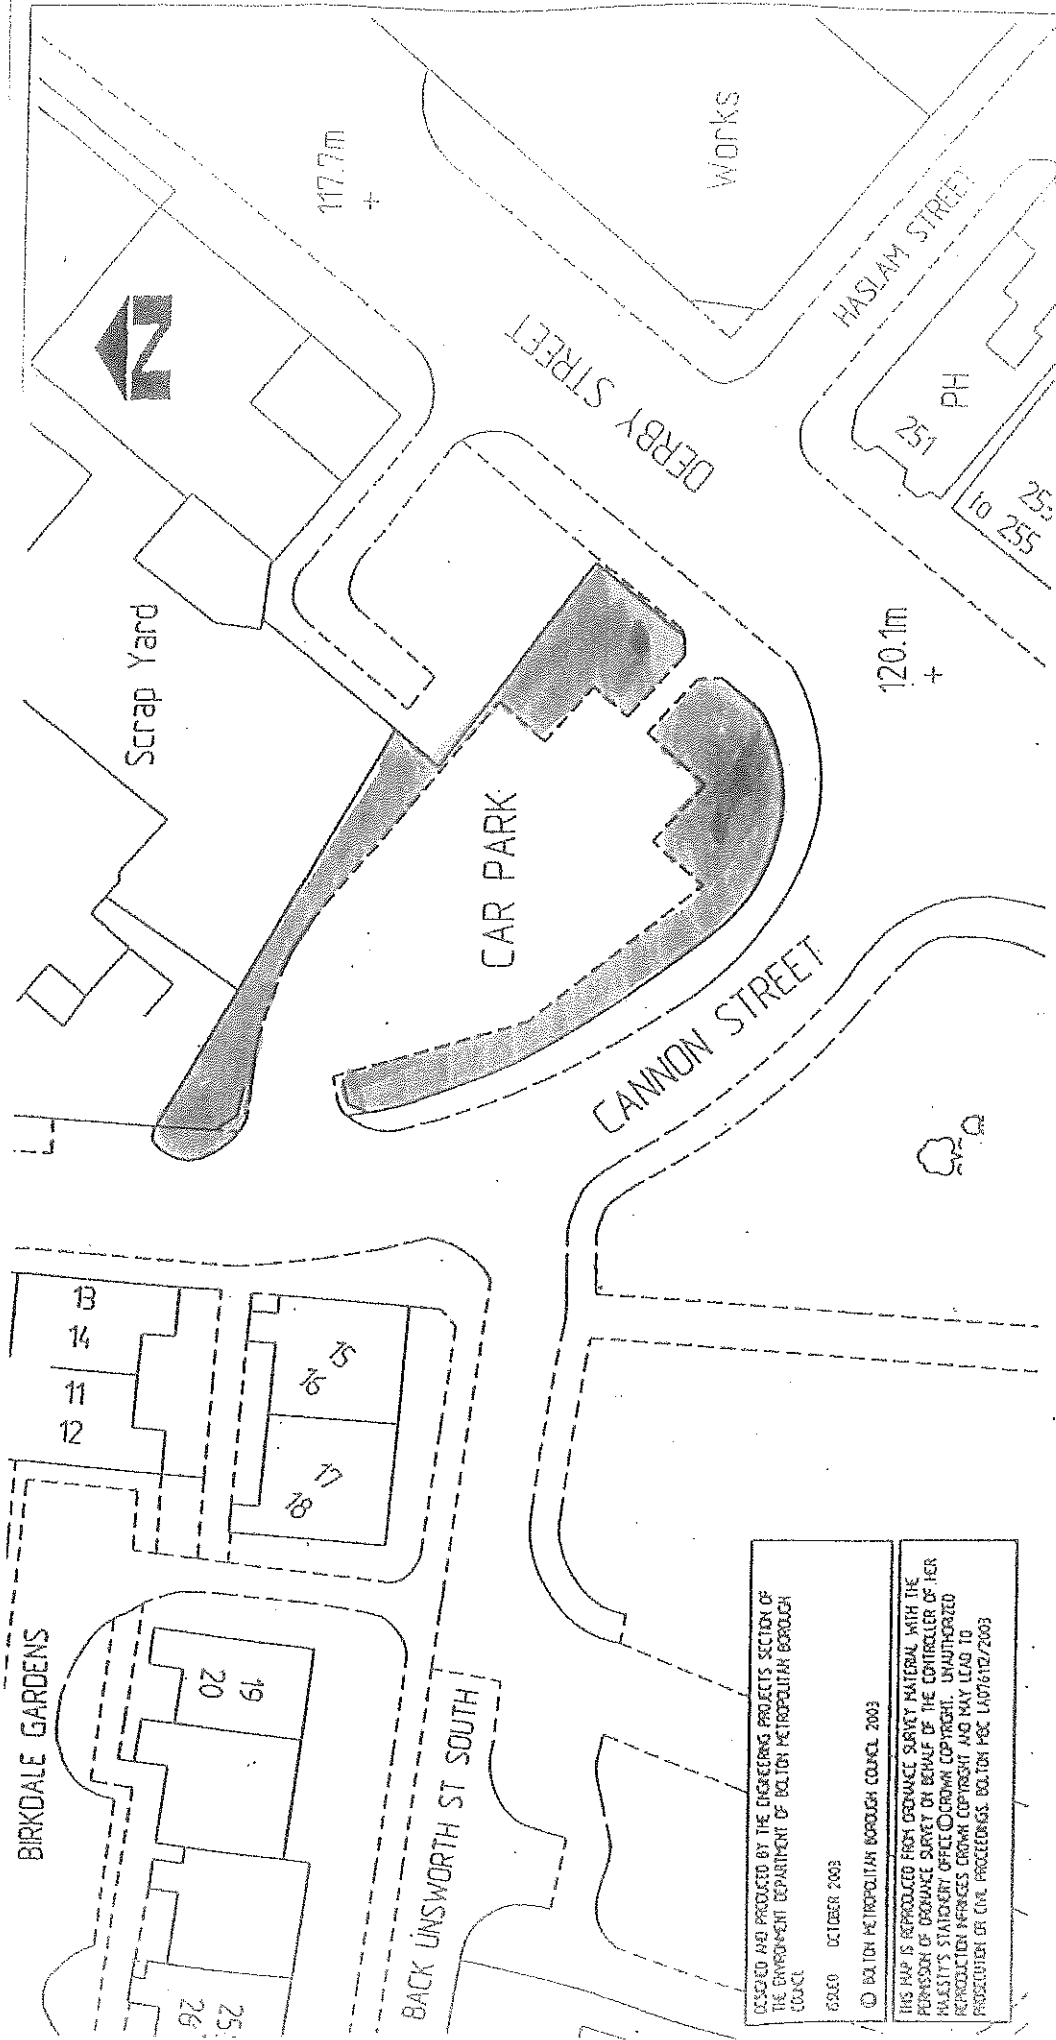 BIRKDALE GARDENS
BACK UNSWORTH ST SOUTH
13
14
11
12
15
16
17
18
19
20
25
26
Scrap Yard
N
117.7m
CAR PARK
CANNON STREET
DERBY STREET
Works
HASLAM STREET
251
PH
to 255
120.1m
DESIGNED AND PRODUCED BY THE ENGINEERING PROJECTS SECTION OF
THE ENVIRONMENT DEPARTMENT OF BOLTON METROPOLITAN BOROUGH
COUNCIL
ISSUED OCTOBER 2003
© BOLTON METROPOLITAN BOROUGH COUNCIL 2003
THIS MAP IS REPRODUCED FROM ORDNANCE SURVEY MATERIAL WITH THE
PERMISSION OF ORDNANCE SURVEY ON BEHALF OF THE CONTROLLER OF HER
MAJESTY'S STATIONERY OFFICE © CROWN COPYRIGHT. UNAUTHORIZED
REPRODUCTION INFRINGES CROWN COPYRIGHT AND MAY LEAD TO
PROSECUTION OR CIVIL PROCEEDINGS. BOLTON MBC LA076112/2003